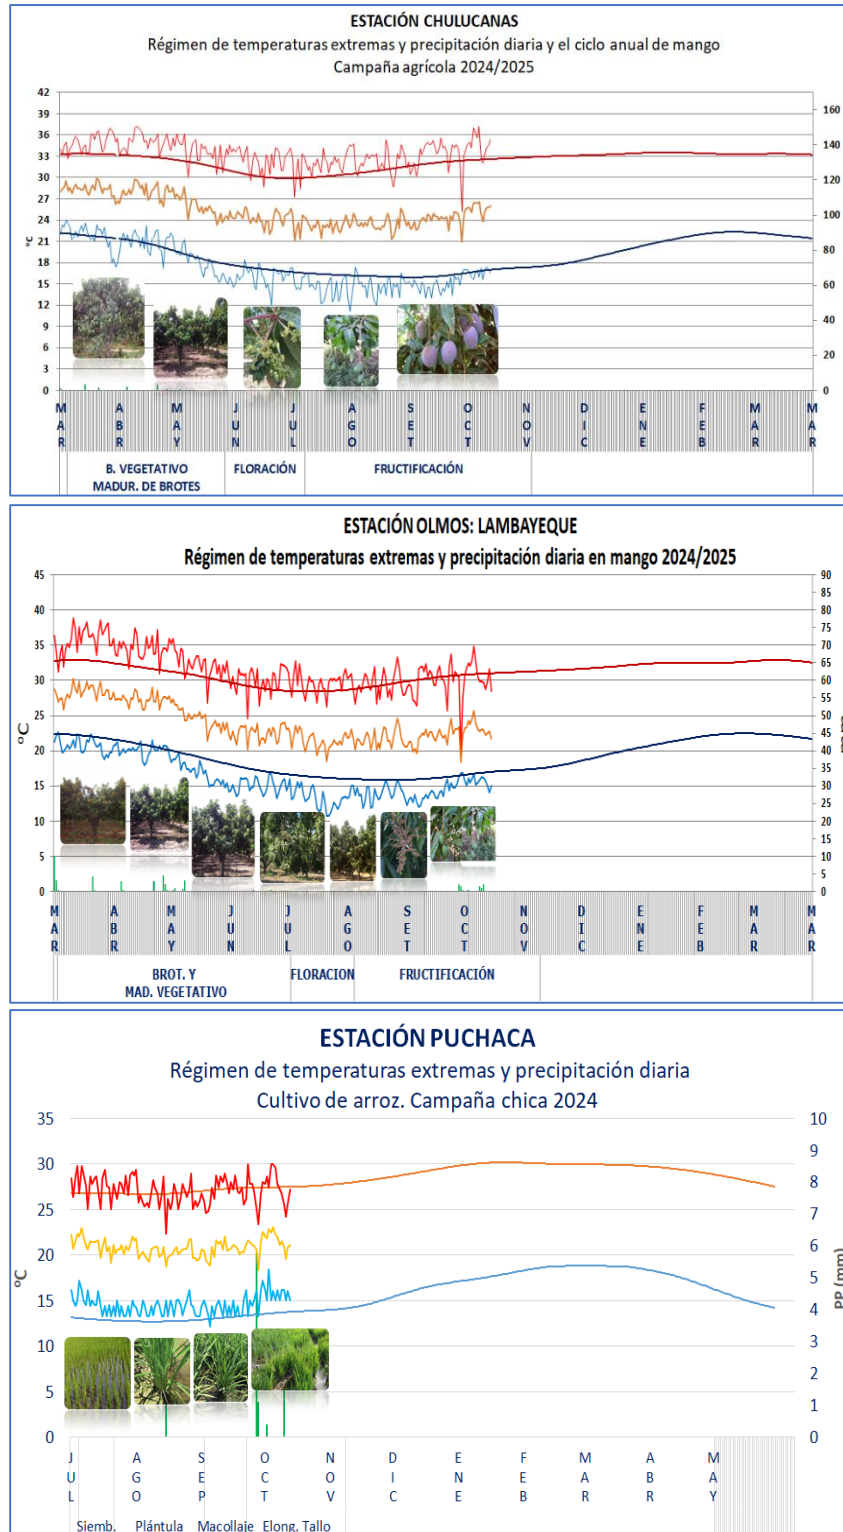 ESTACIÓN CHULUCANAS
Régimen de temperaturas extremas y precipitación diaria y el ciclo anual de mango
Campaña agrícola 2024/2025
42
39
36
33
30
27
24
21
18
15
12
9
6
3
0
°C
160
140
120
100
80
60
40
20
0
MAR
ABR
MAY
JUN
JUL
AGO
SET
OCT
NOV
DIC
ENE
FEB
MAR
MAR
B. VEGETATIVO
MADUR. DE BROTES
FLORACIÓN
FRUCTIFICACIÓN
ESTACIÓN OLMOS: LAMBAYEQUE
Régimen de temperaturas extremas y precipitación diaria en mango 2024/2025
45
40
35
30
25
20
15
10
5
0
°C
90
85
80
75
70
65
60
55
50
45
40
35
30
25
20
15
10
5
0
MAR
ABR
MAY
JUN
JUL
AGO
SET
OCT
NOV
DIC
ENE
FEB
MAR
MAR
BROT. Y
MAD. VEGETATIVO
FLORACION
FRUCTIFICACIÓN
ESTACIÓN PUCHACA
Régimen de temperaturas extremas y precipitación diaria
Cultivo de arroz. Campaña chica 2024
35
30
25
20
15
10
5
0
°C
10
9
8
7
6
5
4
3
2
1
0
PP (mm)
JUL
AGO
SEP
OCT
NOV
DIC
ENE
FEB
MAR
ABR
MAY
Siemb.
Plántula
Macollaje
Elong. Tallo